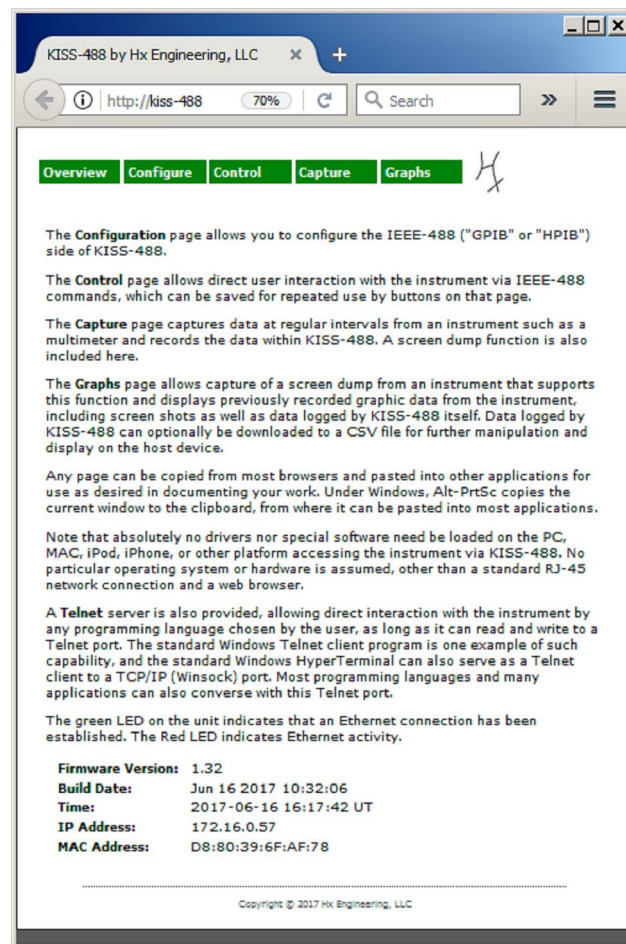 KISS-488 by Hx Engineering, LLC
http://kiss-488 70% Search
Overview Configure Control Capture Graphs Hx
The Configuration page allows you to configure the IEEE-488 ("GPIB" or "HPIB")
side of KISS-488.
The Control page allows direct user interaction with the instrument via IEEE-488
commands, which can be saved for repeated use by buttons on that page.
The Capture page captures data at regular intervals from an instrument such as a
multimeter and records the data within KISS-488. A screen dump function is also
included here.
The Graphs page allows capture of a screen dump from an instrument that supports
this function and displays previously recorded graphic data from the instrument,
including screen shots as well as data logged by KISS-488 itself. Data logged by
KISS-488 can optionally be downloaded to a CSV file for further manipulation and
display on the host device.
Any page can be copied from most browsers and pasted into other applications for
use as desired in documenting your work. Under Windows, Alt-PrtSc copies the
current window to the clipboard, from where it can be pasted into most applications.
Note that absolutely no drivers nor special software need be loaded on the PC,
MAC, iPod, iPhone, or other platform accessing the instrument via KISS-488. No
particular operating system or hardware is assumed, other than a standard RJ-45
network connection and a web browser.
A Telnet server is also provided, allowing direct interaction with the instrument by
any programming language chosen by the user, as long as it can read and write to a
Telnet port. The standard Windows Telnet client program is one example of such
capability, and the standard Windows HyperTerminal can also serve as a Telnet
client to a TCP/IP (Winsock) port. Most programming languages and many
applications can also converse with this Telnet port.
The green LED on the unit indicates that an Ethernet connection has been
established. The Red LED indicates Ethernet activity.
Firmware Version: 1.32
Build Date: Jun 16 2017 10:32:06
Time: 2017-06-16 16:17:42 UT
IP Address: 172.16.0.57
MAC Address: D8:80:39:6F:AF:78
Copyright © 2017 Hx Engineering, LLC